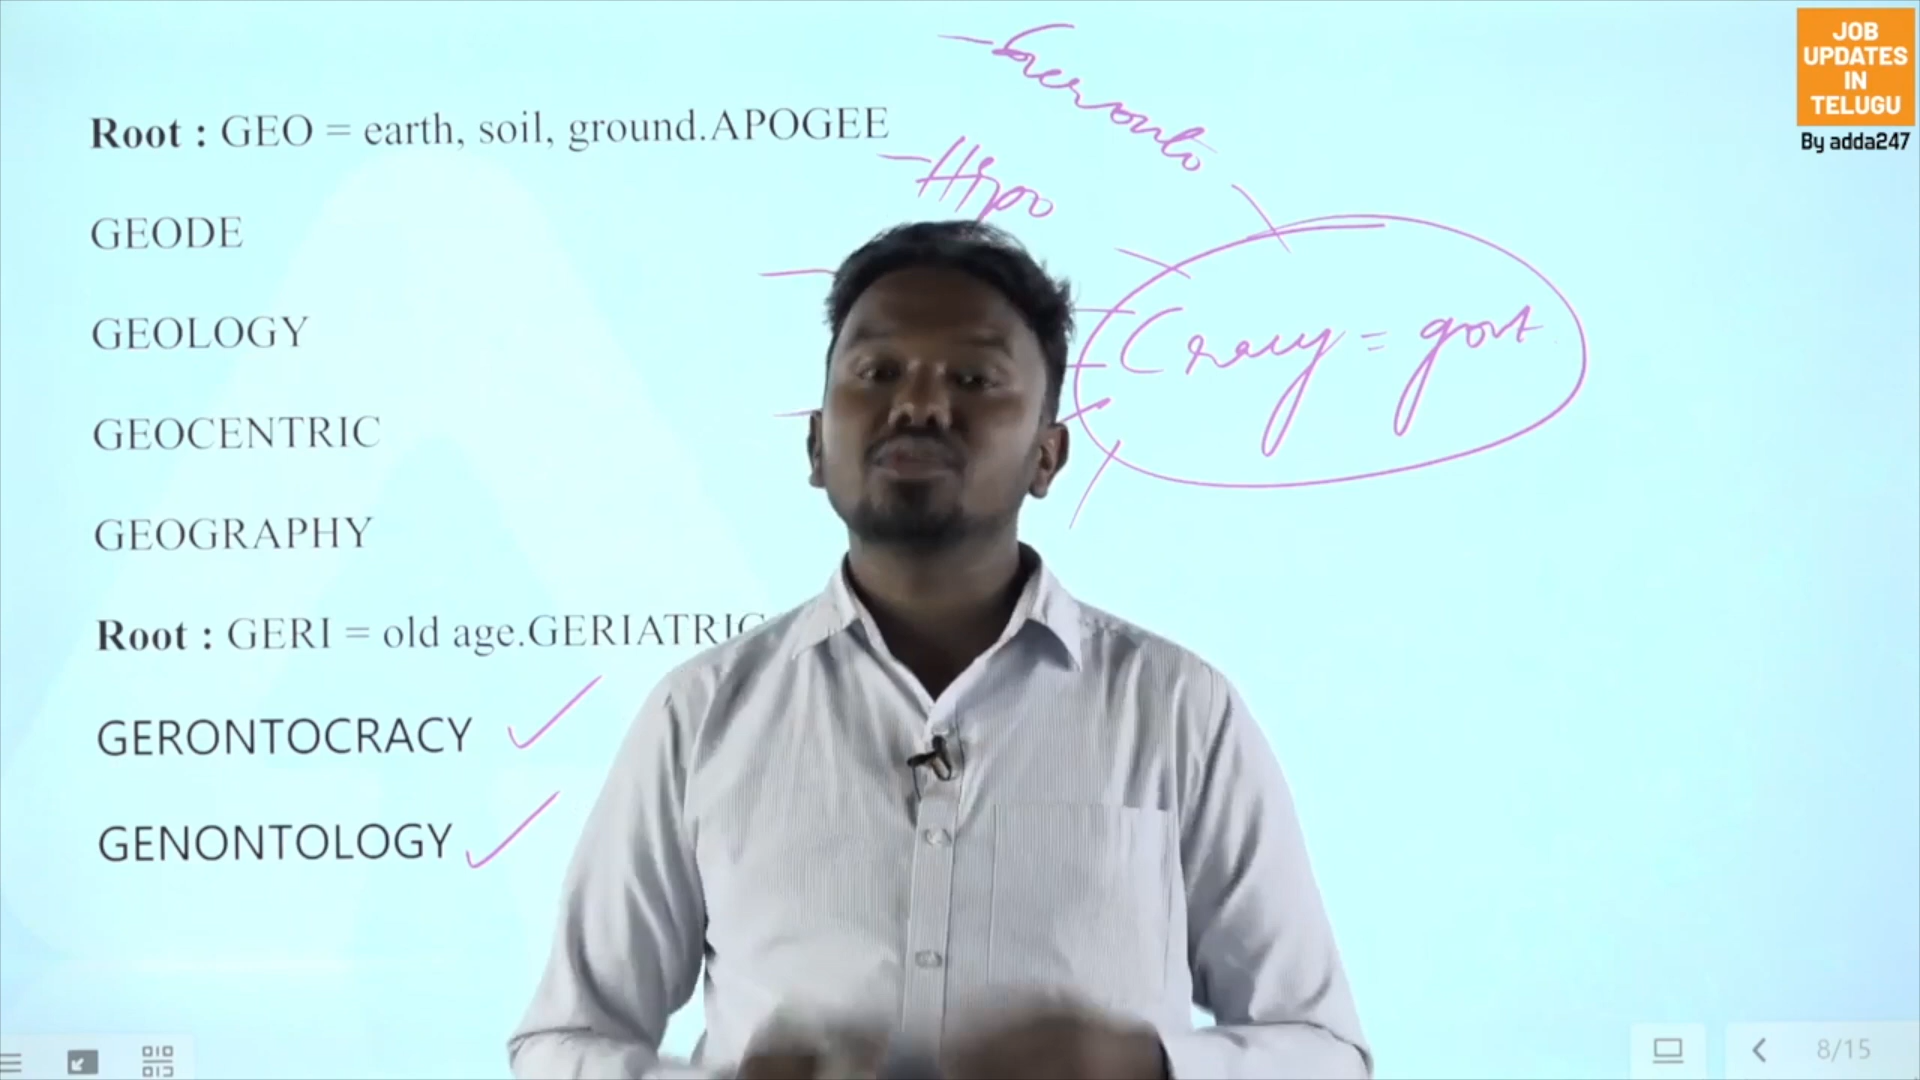 Root : GEO = earth, soil, ground.APOGEE
GEODE
GEOLOGY
GEOCENTRIC
GEOGRAPHY
Root : GERI = old age.GERIATRIC
GERONTOCRACY
GENONTOLOGY
Geronto
Cracy = govt
JOB
UPDATES
IN
TELUGU
By adda247
8/15